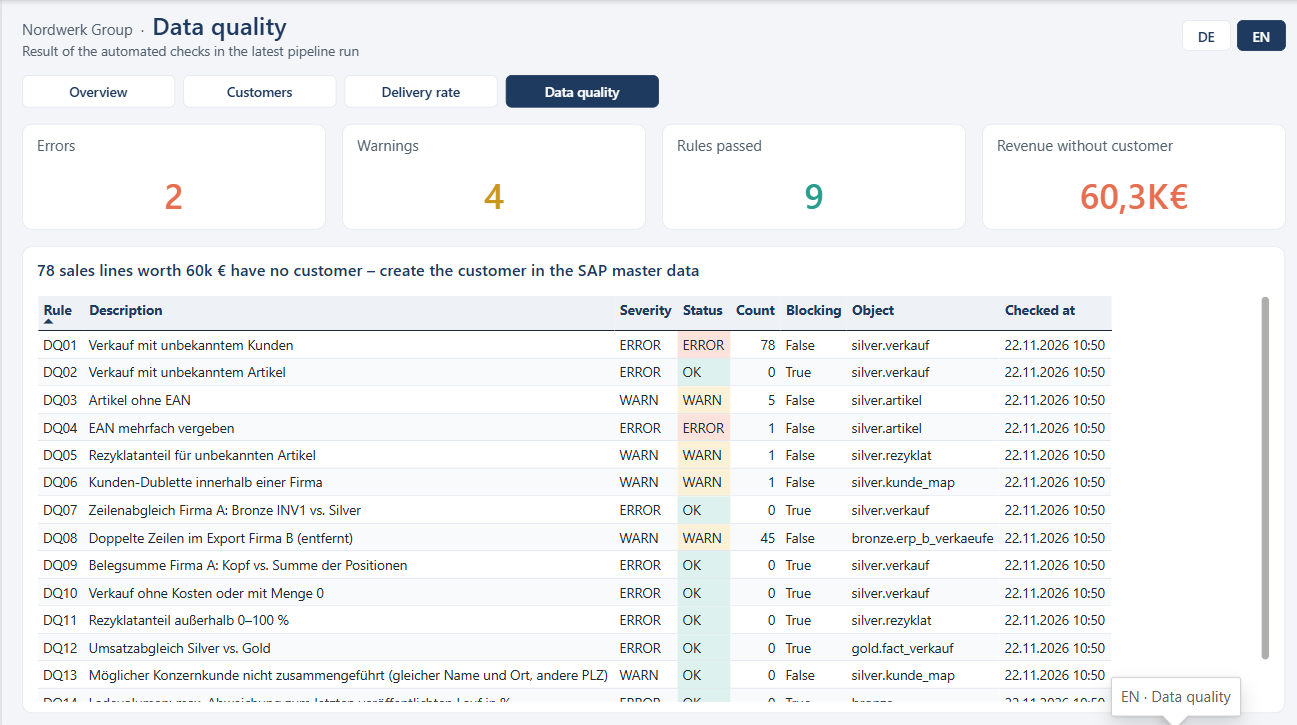 Nordwerk Group · Data quality
Result of the automated checks in the latest pipeline run
DE EN
Overview Customers Delivery rate Data quality
Errors Warnings Rules passed Revenue without customer
2 4 9 60,3K€
78 sales lines worth 60k € have no customer – create the customer in the SAP master data
Rule Description Severity Status Count Blocking Object Checked at
DQ01 Verkauf mit unbekanntem Kunden ERROR ERROR 78 False silver.verkauf 22.11.2026 10:50
DQ02 Verkauf mit unbekanntem Artikel ERROR OK 0 True silver.verkauf 22.11.2026 10:50
DQ03 Artikel ohne EAN WARN WARN 5 False silver.artikel 22.11.2026 10:50
DQ04 EAN mehrfach vergeben ERROR ERROR 1 False silver.artikel 22.11.2026 10:50
DQ05 Rezyklatanteil für unbekannten Artikel WARN WARN 1 False silver.rezyklat 22.11.2026 10:50
DQ06 Kunden-Dublette innerhalb einer Firma WARN WARN 1 False silver.kunde_map 22.11.2026 10:50
DQ07 Zeilenabgleich Firma A: Bronze INV1 vs. Silver ERROR OK 0 True silver.verkauf 22.11.2026 10:50
DQ08 Doppelte Zeilen im Export Firma B (entfernt) WARN WARN 45 False bronze.erp_b_verkaeufe 22.11.2026 10:50
DQ09 Belegsumme Firma A: Kopf vs. Summe der Positionen ERROR OK 0 True silver.verkauf 22.11.2026 10:50
DQ10 Verkauf ohne Kosten oder mit Menge 0 ERROR OK 0 True silver.verkauf 22.11.2026 10:50
DQ11 Rezyklatanteil außerhalb 0–100 % ERROR OK 0 True silver.rezyklat 22.11.2026 10:50
DQ12 Umsatzabgleich Silver vs. Gold ERROR OK 0 True gold.fact_verkauf 22.11.2026 10:50
DQ13 Möglicher Konzernkunde nicht zusammengeführt (gleicher Name und Ort, andere PLZ) WARN OK 0 False silver.kunde_map 22.11.2026 10:50
EN · Data quality